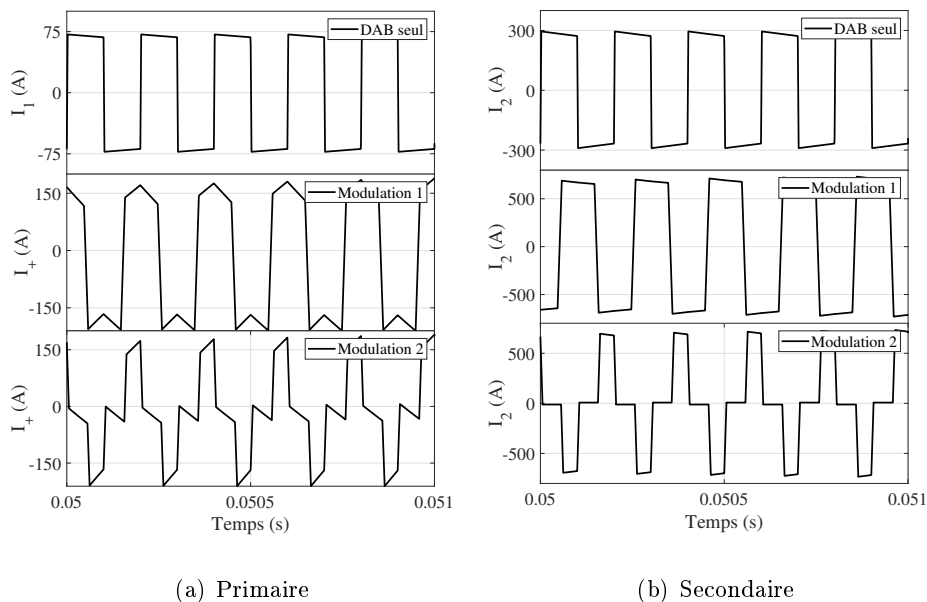 DAB seul
75
0
-75
I1 (A)
Modulation 1
150
0
-150
I+ (A)
Modulation 2
150
0
-150
I+ (A)
0.05
0.0505
0.051
Temps (s)
(a) Primaire
DAB seul
300
0
-300
I2 (A)
Modulation 1
500
0
-500
I2 (A)
Modulation 2
500
0
-500
I2 (A)
0.05
0.0505
0.051
Temps (s)
(b) Secondaire